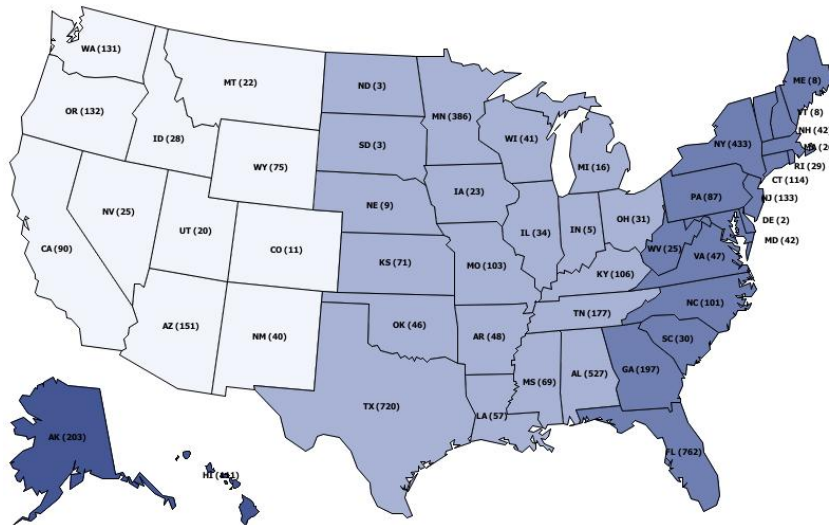 WA (131)
MT (22)
ND (3)
MN (386)
ME (8)
VT (8)
OR (132)
ID (28)
SD (3)
WI (41)
NY (433)
NH (42)
MI (16)
RI (29)
WY (75)
CT (114)
IA (23)
PA (87)
NJ (133)
NE (9)
OH (31)
DE (2)
NV (25)
UT (20)
IL (34)
IN (5)
WV (25)
MD (42)
CA (90)
CO (11)
KS (71)
MO (103)
VA (47)
KY (106)
NC (101)
TN (177)
AZ (151)
NM (40)
OK (46)
AR (48)
SC (30)
MS (69)
AL (527)
GA (197)
TX (720)
LA (57)
AK (203)
FL (762)
HI